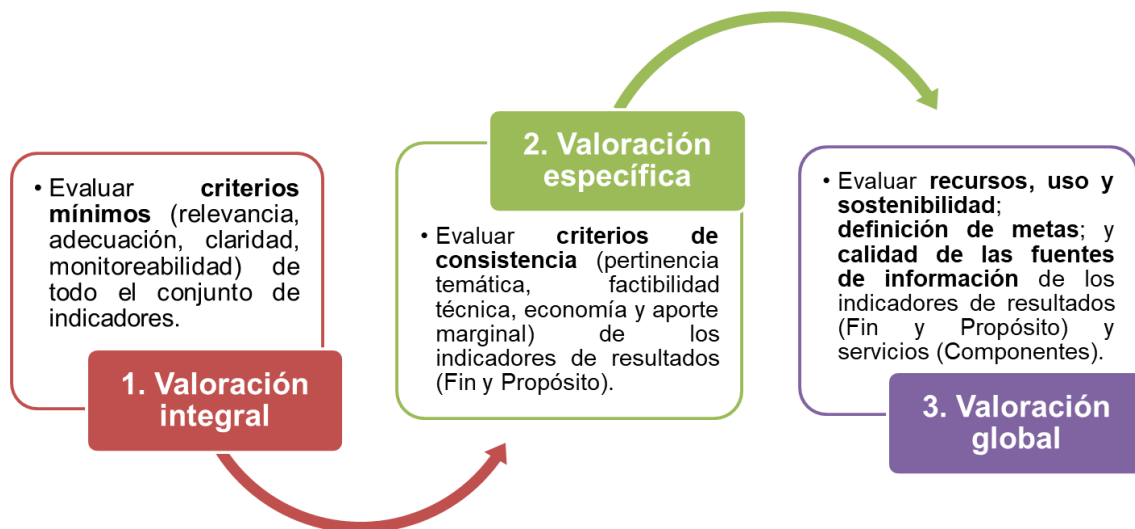 • Evaluar criterios
mínimos (relevancia,
adecuación, claridad,
monitoreabilidad) de
todo el conjunto de
indicadores.
1. Valoración
integral
2. Valoración
específica
• Evaluar criterios de
consistencia (pertinencia
temática, factibilidad
técnica, economía y aporte
marginal) de los
indicadores de resultados
(Fin y Propósito).
• Evaluar recursos, uso y
sostenibilidad;
definición de metas; y
calidad de las fuentes
de información de los
indicadores de resultados
(Fin y Propósito) y
servicios (Componentes).
3. Valoración
global